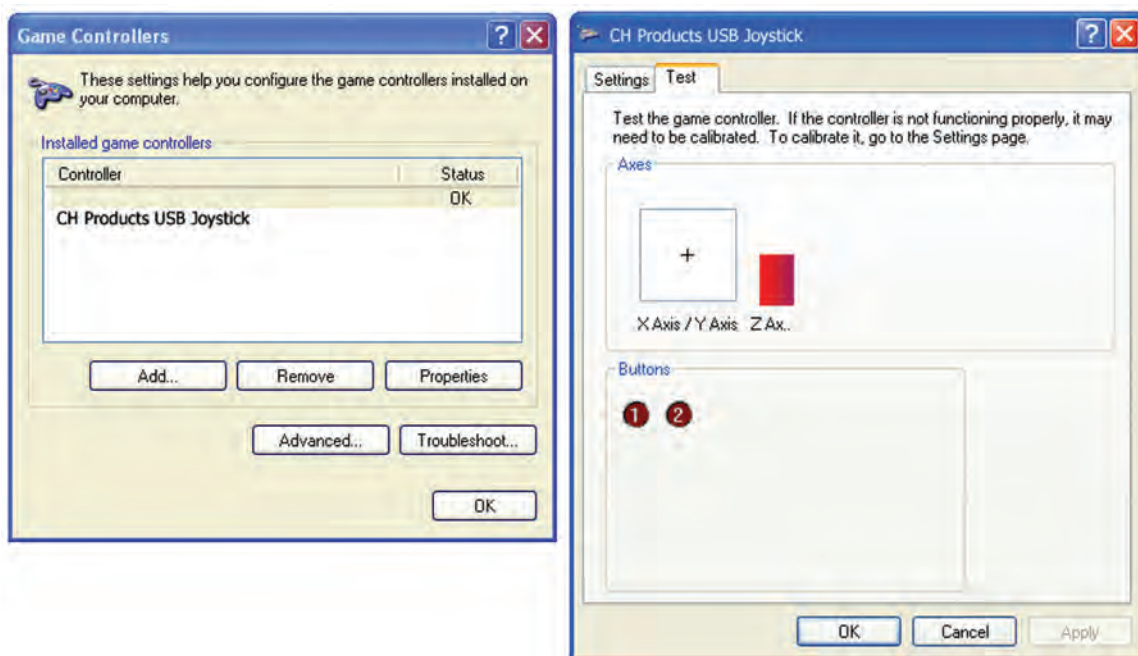 Game Controllers
These settings help you configure the game controllers installed on
your computer.
Installed game controllers
Controller Status
OK
CH Products USB Joystick
Add... Remove Properties
Advanced... Troubleshoot...
OK
CH Products USB Joystick
Settings Test
Test the game controller. If the controller is not functioning properly, it may
need to be calibrated. To calibrate it, go to the Settings page.
Axes
X Axis / Y Axis Z Ax..
Buttons
1 2
OK Cancel Apply